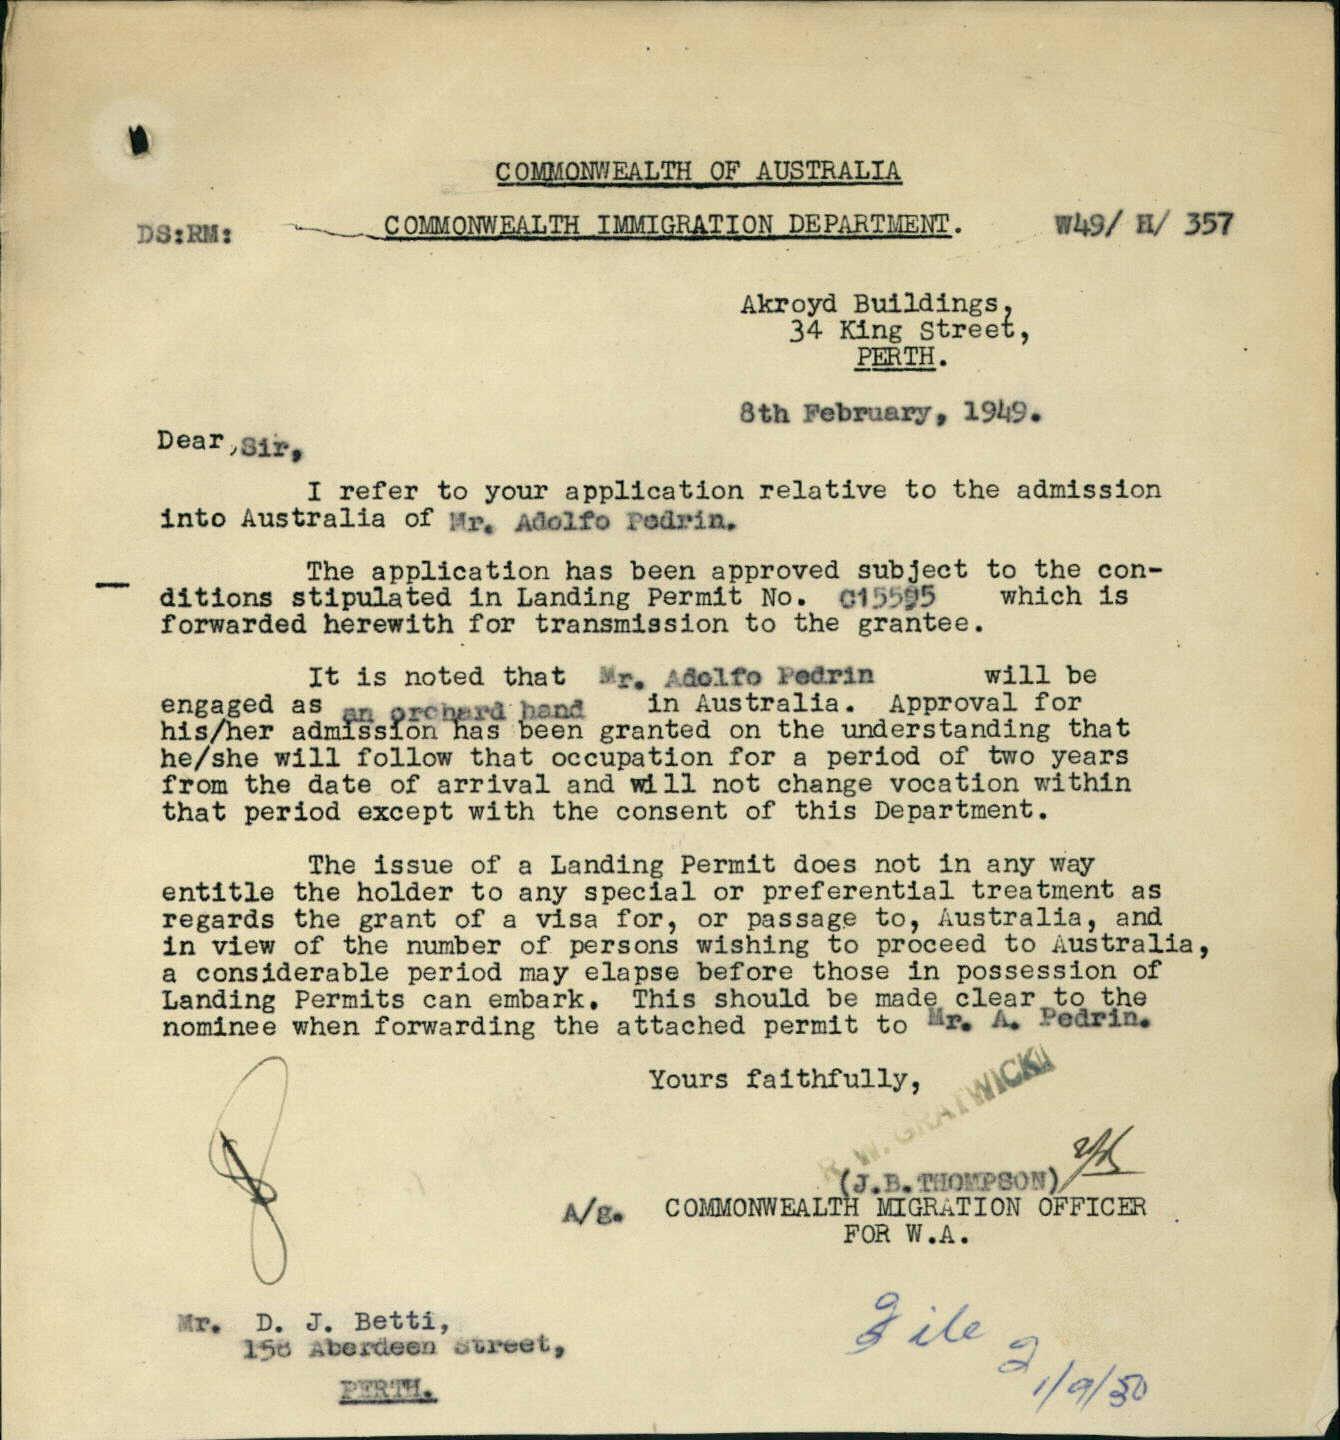 COMMONWEALTH OF AUSTRALIA
DS:RM: COMMONWEALTH IMMIGRATION DEPARTMENT. W49/ H/ 357
Akroyd Buildings,
34 King Street,
PERTH.
8th February, 1949.
Dear, Sir,
I refer to your application relative to the admission
into Australia of Mr. Adolfo Pedrin.
The application has been approved subject to the con-
ditions stipulated in Landing Permit No. C15595 which is
forwarded herewith for transmission to the grantee.
It is noted that Mr. Adolfo Pedrin will be
engaged as an orchard hand in Australia. Approval for
his/her admission has been granted on the understanding that
he/she will follow that occupation for a period of two years
from the date of arrival and will not change vocation within
that period except with the consent of this Department.
The issue of a Landing Permit does not in any way
entitle the holder to any special or preferential treatment as
regards the grant of a visa for, or passage to, Australia, and
in view of the number of persons wishing to proceed to Australia,
a considerable period may elapse before those in possession of
Landing Permits can embark. This should be made clear to the
nominee when forwarding the attached permit to Mr. A. Pedrin.
Yours faithfully,
R. W. GRATWICK
(J.B.THOMPSON)
A/g. COMMONWEALTH MIGRATION OFFICER
FOR W.A.
Mr. D. J. Betti,
Aberdeen Street,
PERTH.
File
1/9/50